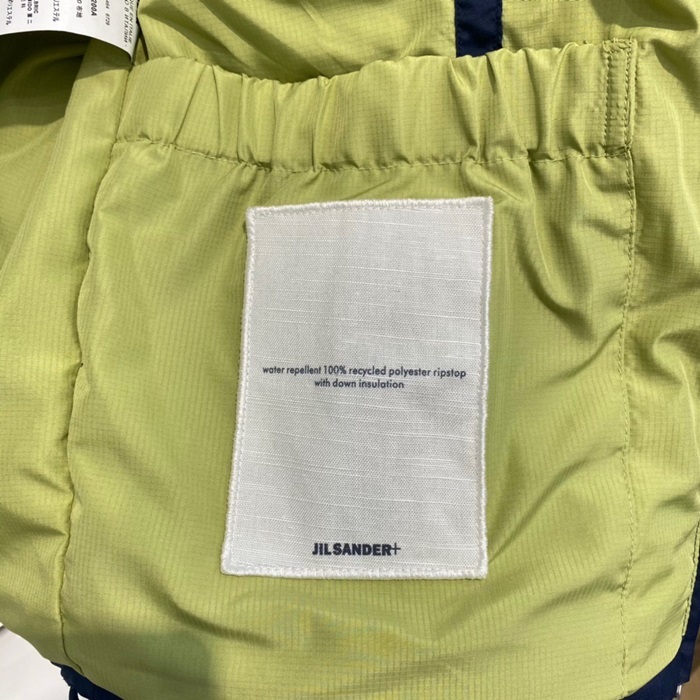 water repellent 100% recycled polyester ripstop
with down insulation
JIL SANDER+